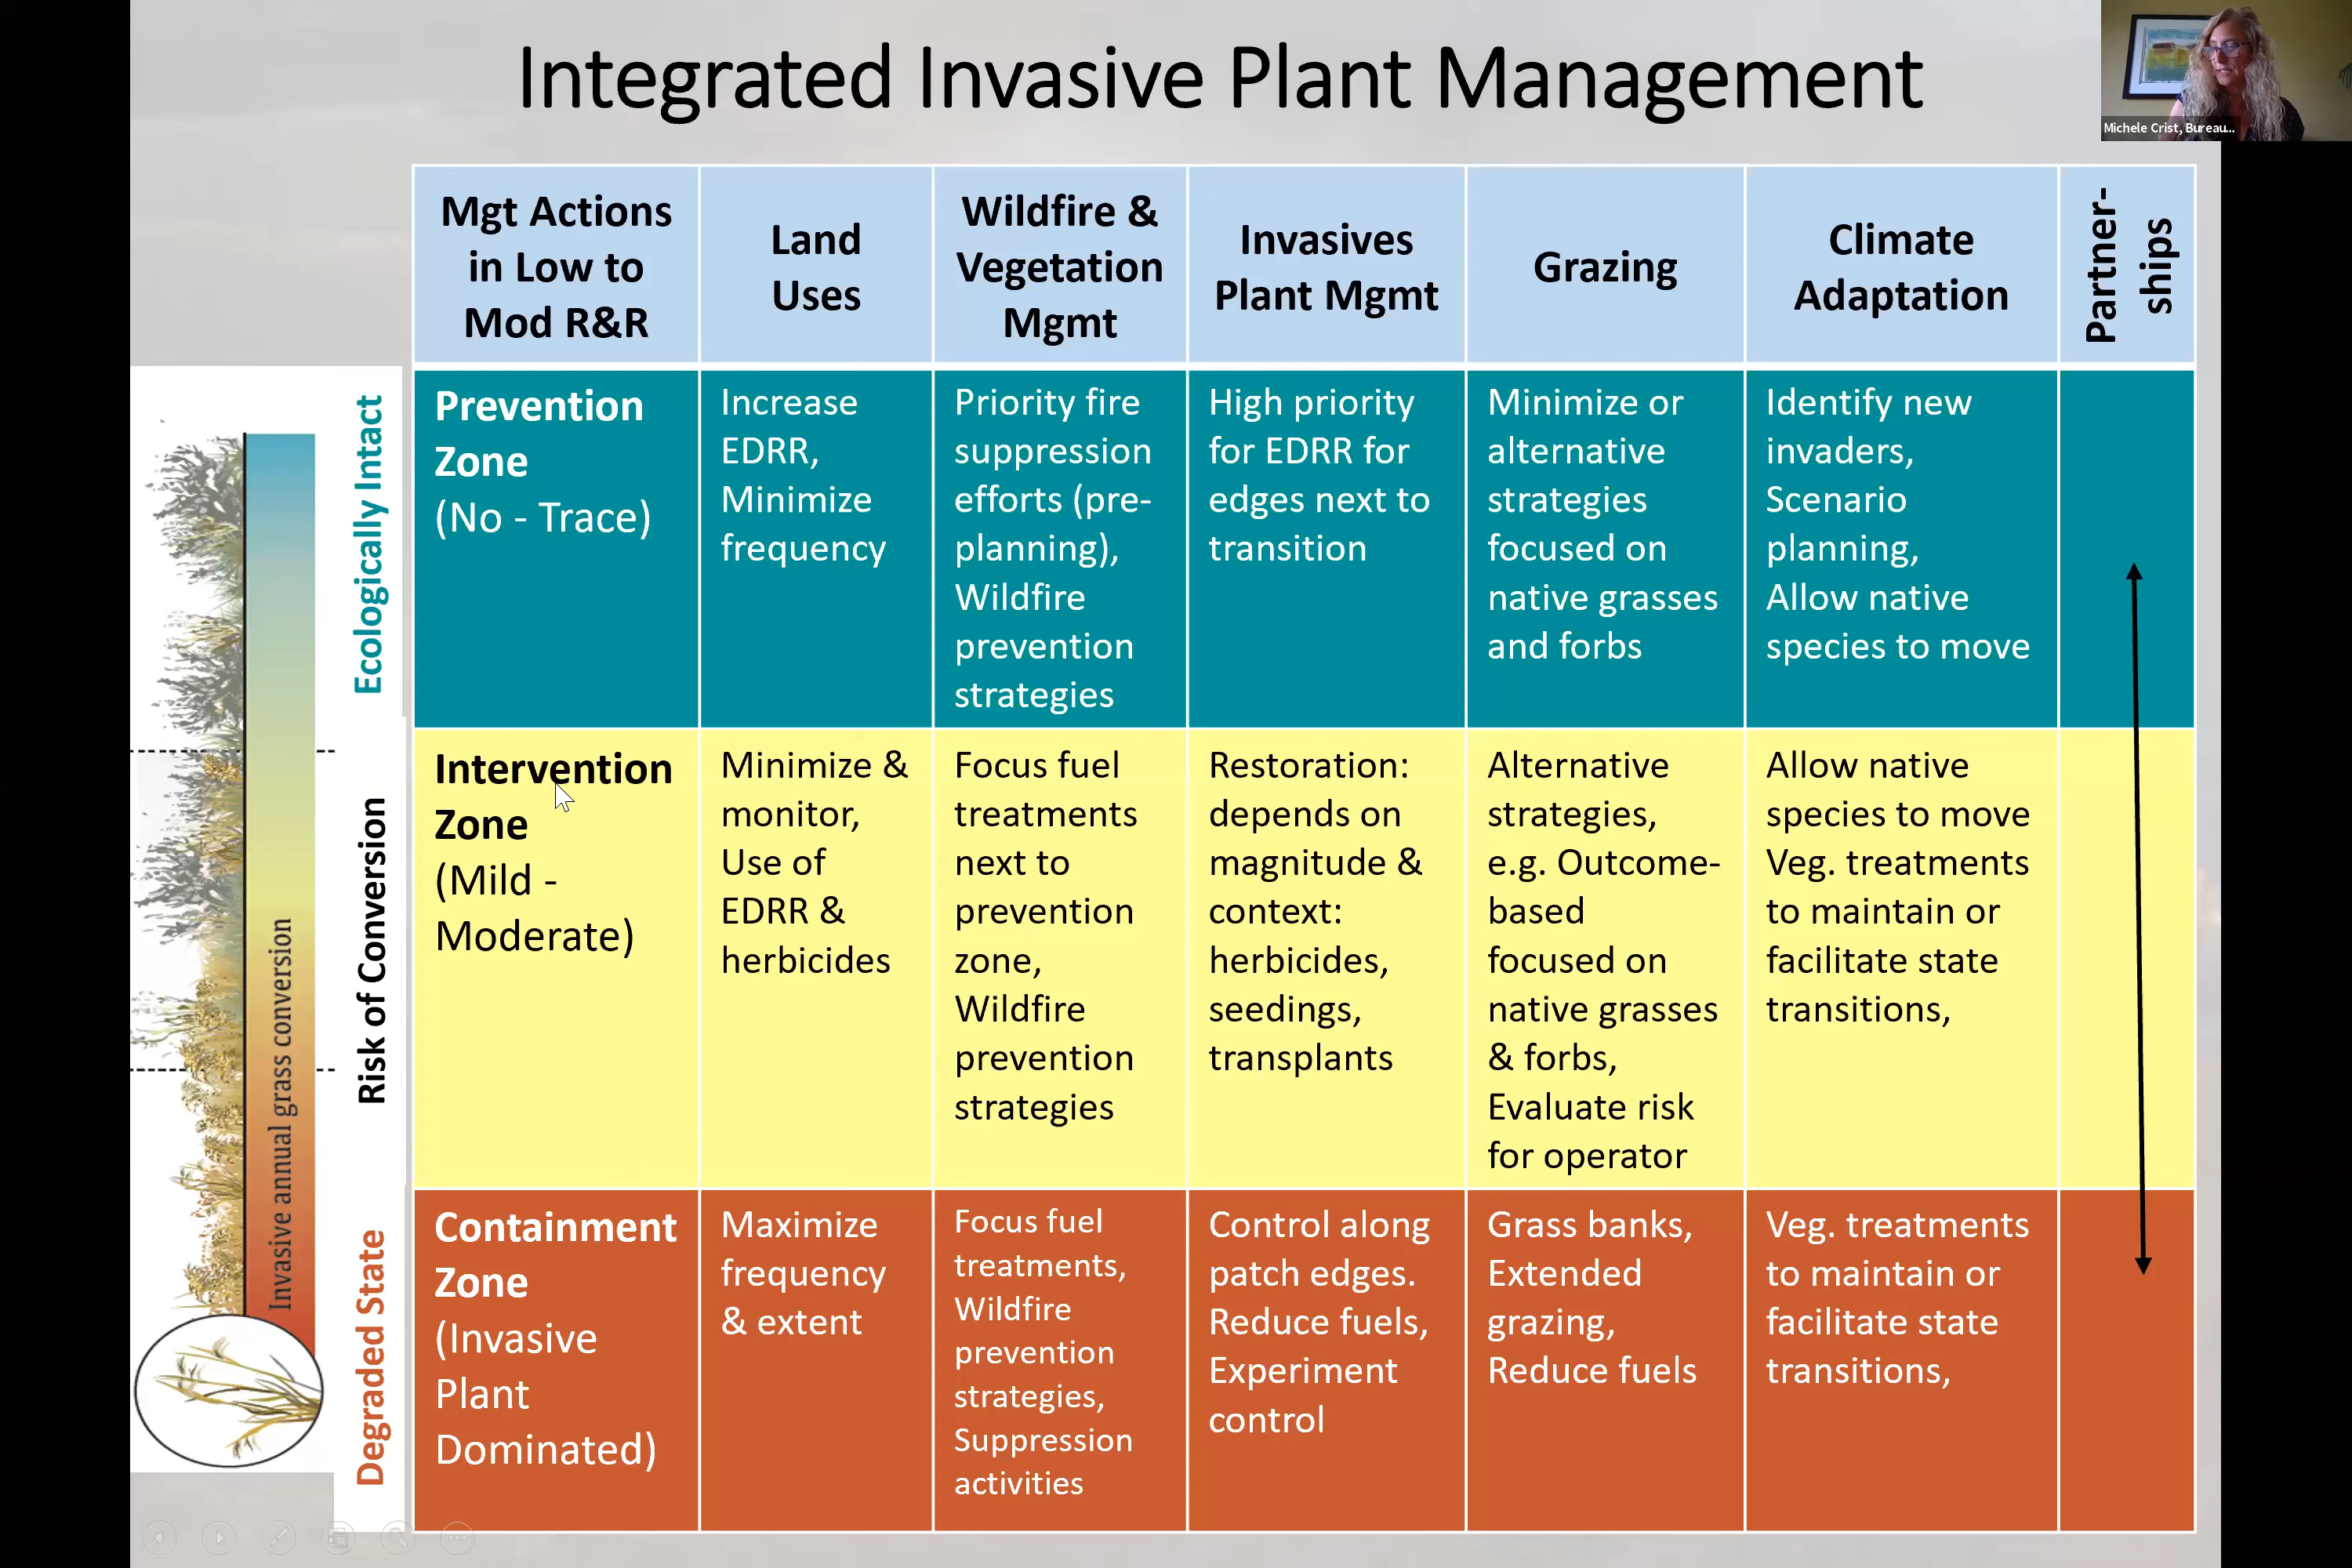 Integrated Invasive Plant Management
Michele Crist, Bureau...
Mgt Actions
in Low to
Mod R&R
Land
Uses
Wildfire &
Vegetation
Mgmt
Invasives
Plant Mgmt
Grazing
Climate
Adaptation
Partner-
ships
Ecologically Intact
Prevention
Zone
(No - Trace)
Increase
EDRR,
Minimize
frequency
Priority fire
suppression
efforts (pre-
planning),
Wildfire
prevention
strategies
High priority
for EDRR for
edges next to
transition
Minimize or
alternative
strategies
focused on
native grasses
and forbs
Identify new
invaders,
Scenario
planning,
Allow native
species to move
Risk of Conversion
Invasive annual grass conversion
Intervention
Zone
(Mild -
Moderate)
Minimize &
monitor,
Use of
EDRR &
herbicides
Focus fuel
treatments
next to
prevention
zone,
Wildfire
prevention
strategies
Restoration:
depends on
magnitude &
context:
herbicides,
seedings,
transplants
Alternative
strategies,
e.g. Outcome-
based
focused on
native grasses
& forbs,
Evaluate risk
for operator
Allow native
species to move
Veg. treatments
to maintain or
facilitate state
transitions,
Degraded State
Containment
Zone
(Invasive
Plant
Dominated)
Maximize
frequency
& extent
Focus fuel
treatments,
Wildfire
prevention
strategies,
Suppression
activities
Control along
patch edges.
Reduce fuels,
Experiment
control
Grass banks,
Extended
grazing,
Reduce fuels
Veg. treatments
to maintain or
facilitate state
transitions,